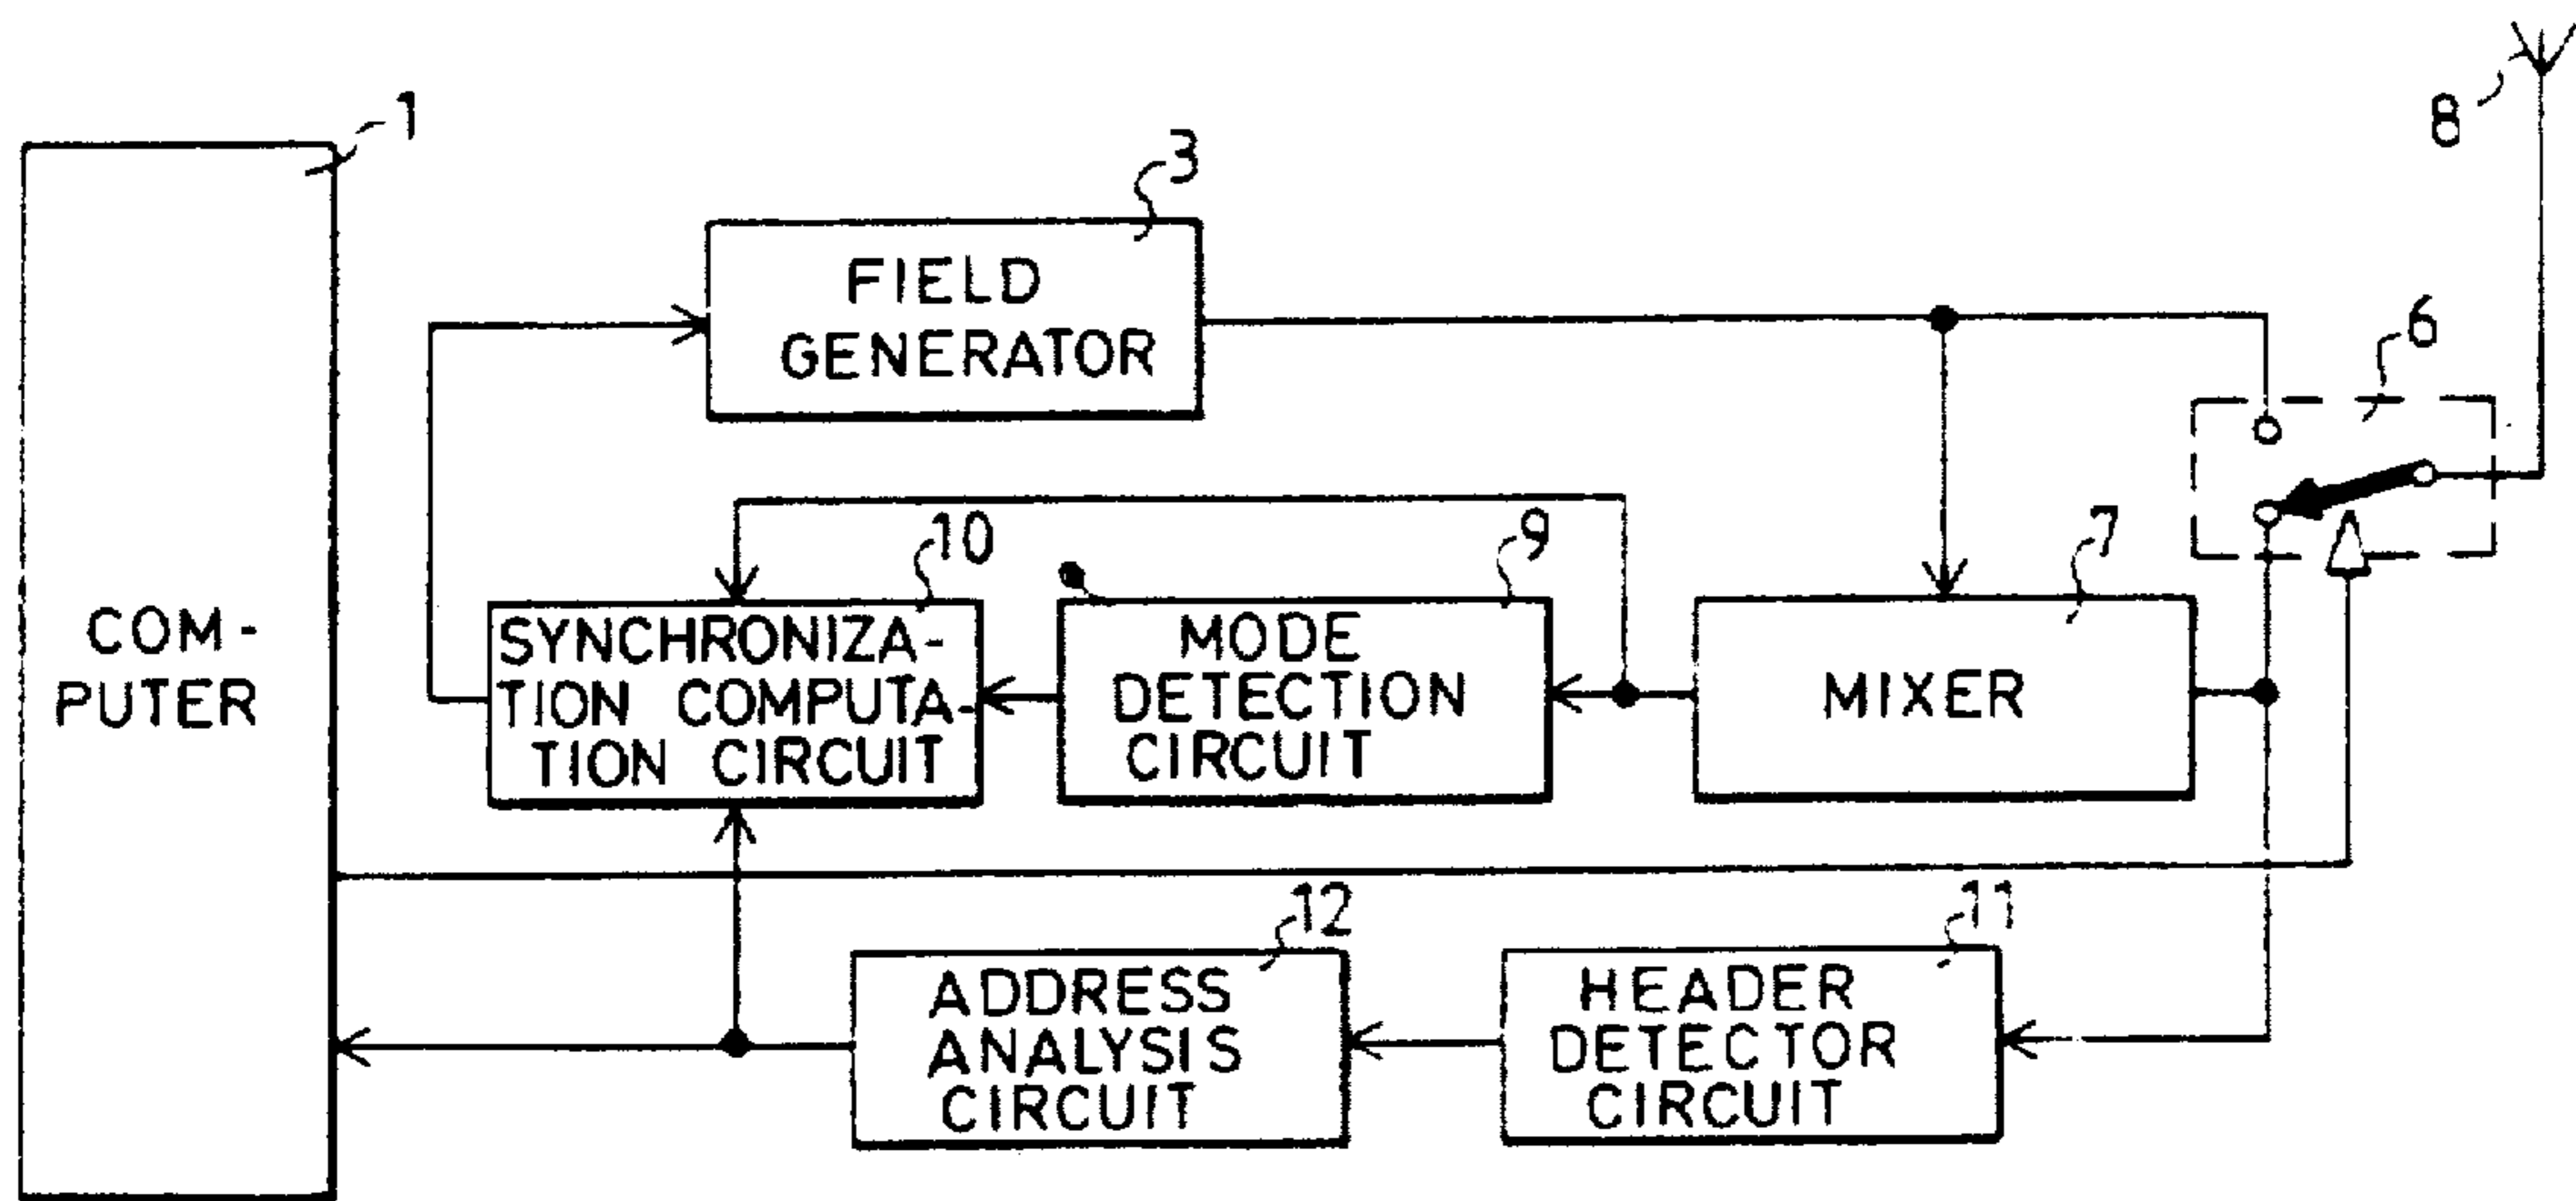 1
8
3
FIELD
GENERATOR
6
COM-
PUTER
10
SYNCHRONIZA-
TION COMPUTA-
TION CIRCUIT
9
MODE
DETECTION
CIRCUIT
7
MIXER
12
ADDRESS
ANALYSIS
CIRCUIT
11
HEADER
DETECTOR
CIRCUIT